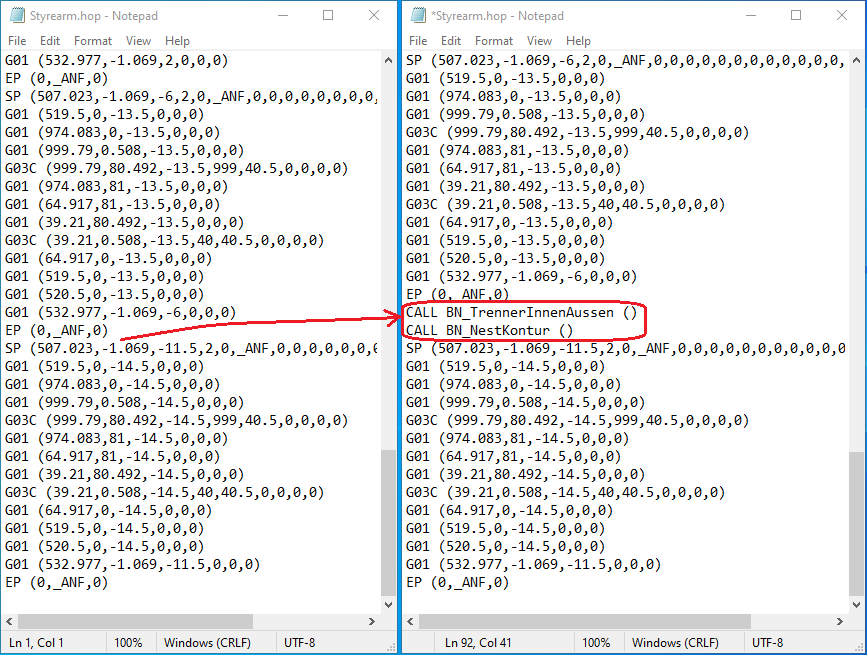 Styrearm.hop - Notepad
File Edit Format View Help
G01 (532.977,-1.069,2,0,0,0)
EP (0,_ANF,0)
SP (507.023,-1.069,-6,2,0,_ANF,0,0,0,0,0,0,0,
G01 (519.5,0,-13.5,0,0,0)
G01 (974.083,0,-13.5,0,0,0)
G01 (999.79,0.508,-13.5,0,0,0)
G03C (999.79,80.492,-13.5,999,40.5,0,0,0,0)
G01 (974.083,81,-13.5,0,0,0)
G01 (64.917,81,-13.5,0,0,0)
G01 (39.21,80.492,-13.5,0,0,0)
G03C (39.21,0.508,-13.5,40,40.5,0,0,0,0)
G01 (64.917,0,-13.5,0,0,0)
G01 (519.5,0,-13.5,0,0,0)
G01 (520.5,0,-13.5,0,0,0)
G01 (532.977,-1.069,-6,0,0,0)
EP (0,_ANF,0)
SP (507.023,-1.069,-11.5,2,0,_ANF,0,0,0,0,0,0,0
G01 (519.5,0,-14.5,0,0,0)
G01 (974.083,0,-14.5,0,0,0)
G01 (999.79,0.508,-14.5,0,0,0)
G03C (999.79,80.492,-14.5,999,40.5,0,0,0,0)
G01 (974.083,81,-14.5,0,0,0)
G01 (64.917,81,-14.5,0,0,0)
G01 (39.21,80.492,-14.5,0,0,0)
G03C (39.21,0.508,-14.5,40,40.5,0,0,0,0)
G01 (64.917,0,-14.5,0,0,0)
G01 (519.5,0,-14.5,0,0,0)
G01 (520.5,0,-14.5,0,0,0)
G01 (532.977,-1.069,-11.5,0,0,0)
EP (0,_ANF,0)
Ln 1, Col 1 100% Windows (CRLF) UTF-8
*Styrearm.hop - Notepad
File Edit Format View Help
SP (507.023,-1.069,-6,2,0,_ANF,0,0,0,0,0,0,0,0,0,0,0,
G01 (519.5,0,-13.5,0,0,0)
G01 (974.083,0,-13.5,0,0,0)
G01 (999.79,0.508,-13.5,0,0,0)
G03C (999.79,80.492,-13.5,999,40.5,0,0,0,0)
G01 (974.083,81,-13.5,0,0,0)
G01 (64.917,81,-13.5,0,0,0)
G01 (39.21,80.492,-13.5,0,0,0)
G03C (39.21,0.508,-13.5,40,40.5,0,0,0,0)
G01 (64.917,0,-13.5,0,0,0)
G01 (519.5,0,-13.5,0,0,0)
G01 (520.5,0,-13.5,0,0,0)
G01 (532.977,-1.069,-6,0,0,0)
EP (0,_ANF,0)
CALL BN_TrennerInnenAussen ()
CALL BN_NestKontur ()
SP (507.023,-1.069,-11.5,2,0,_ANF,0,0,0,0,0,0,0,0,0,0,0
G01 (519.5,0,-14.5,0,0,0)
G01 (974.083,0,-14.5,0,0,0)
G01 (999.79,0.508,-14.5,0,0,0)
G03C (999.79,80.492,-14.5,999,40.5,0,0,0,0)
G01 (974.083,81,-14.5,0,0,0)
G01 (64.917,81,-14.5,0,0,0)
G01 (39.21,80.492,-14.5,0,0,0)
G03C (39.21,0.508,-14.5,40,40.5,0,0,0,0)
G01 (64.917,0,-14.5,0,0,0)
G01 (519.5,0,-14.5,0,0,0)
G01 (520.5,0,-14.5,0,0,0)
G01 (532.977,-1.069,-11.5,0,0,0)
EP (0,_ANF,0)
Ln 92, Col 41 100% Windows (CRLF) UTF-8